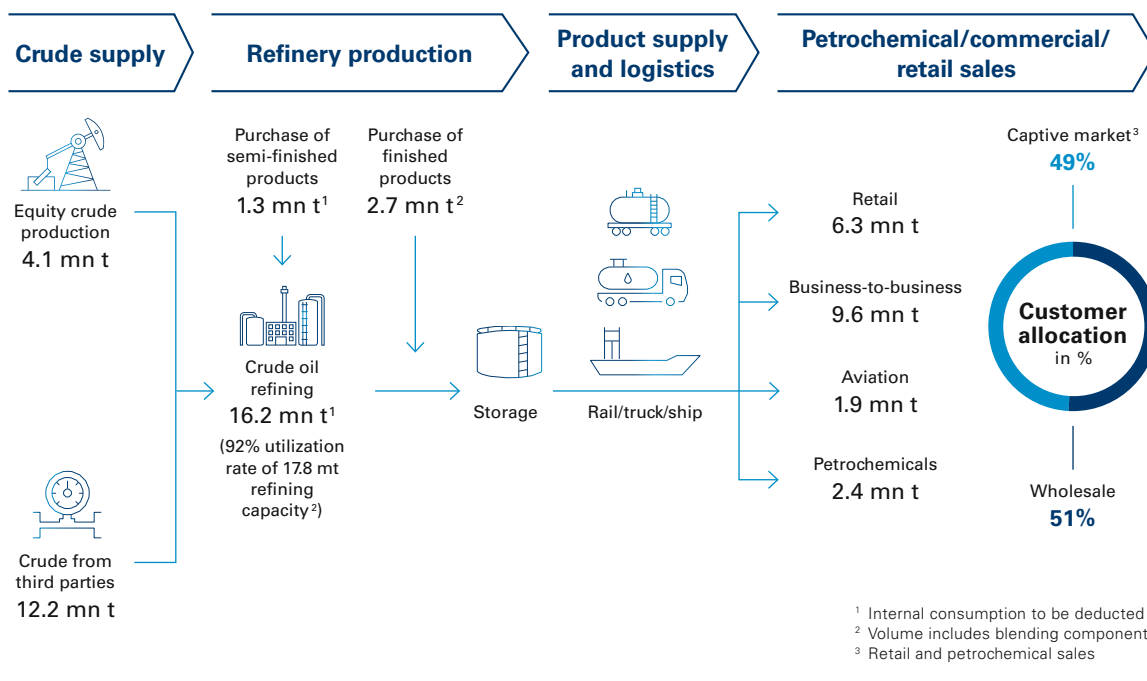 Crude supply
Refinery production
Product supply
and logistics
Petrochemical/commercial/
retail sales
Equity crude
production
4.1 mn t
Crude from
third parties
12.2 mn t
Purchase of
semi-finished
products
1.3 mn t¹
Purchase of
finished
products
2.7 mn t²
Crude oil
refining
16.2 mn t¹
(92% utilization
rate of 17.8 mt
refining
capacity²)
Storage
Rail/truck/ship
Retail
6.3 mn t
Business-to-business
9.6 mn t
Aviation
1.9 mn t
Petrochemicals
2.4 mn t
Captive market³
49%
Customer
allocation
in %
Wholesale
51%
¹ Internal consumption to be deducted
² Volume includes blending component
³ Retail and petrochemical sales